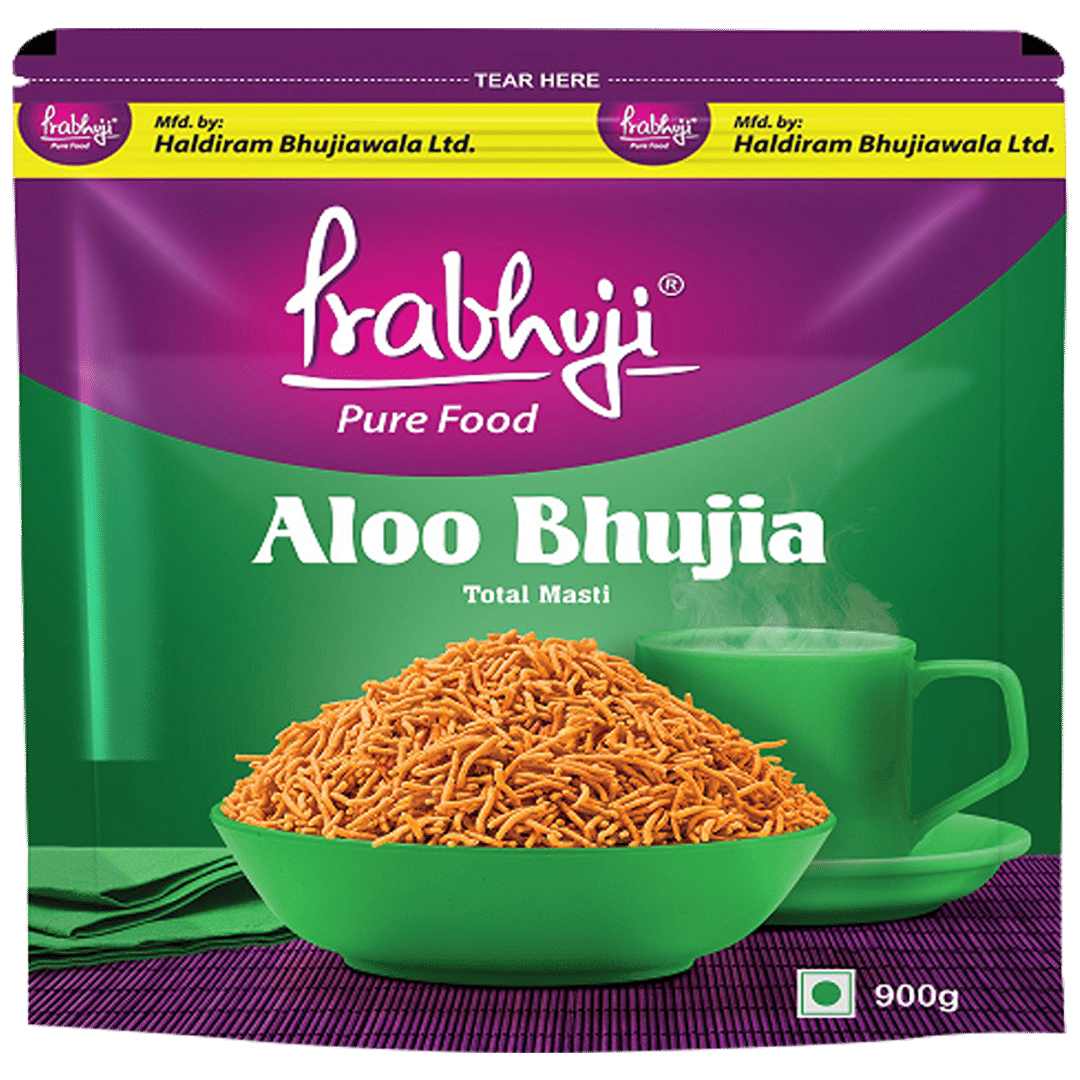 TEAR HERE
Prabhuji
Pure Food
Mfd. by:
Haldiram Bhujiawala Ltd.
Prabhuji
Pure Food
Mfd. by:
Haldiram Bhujiawala Ltd.
Prabhuji®
Pure Food
Aloo Bhujia
Total Masti
900g